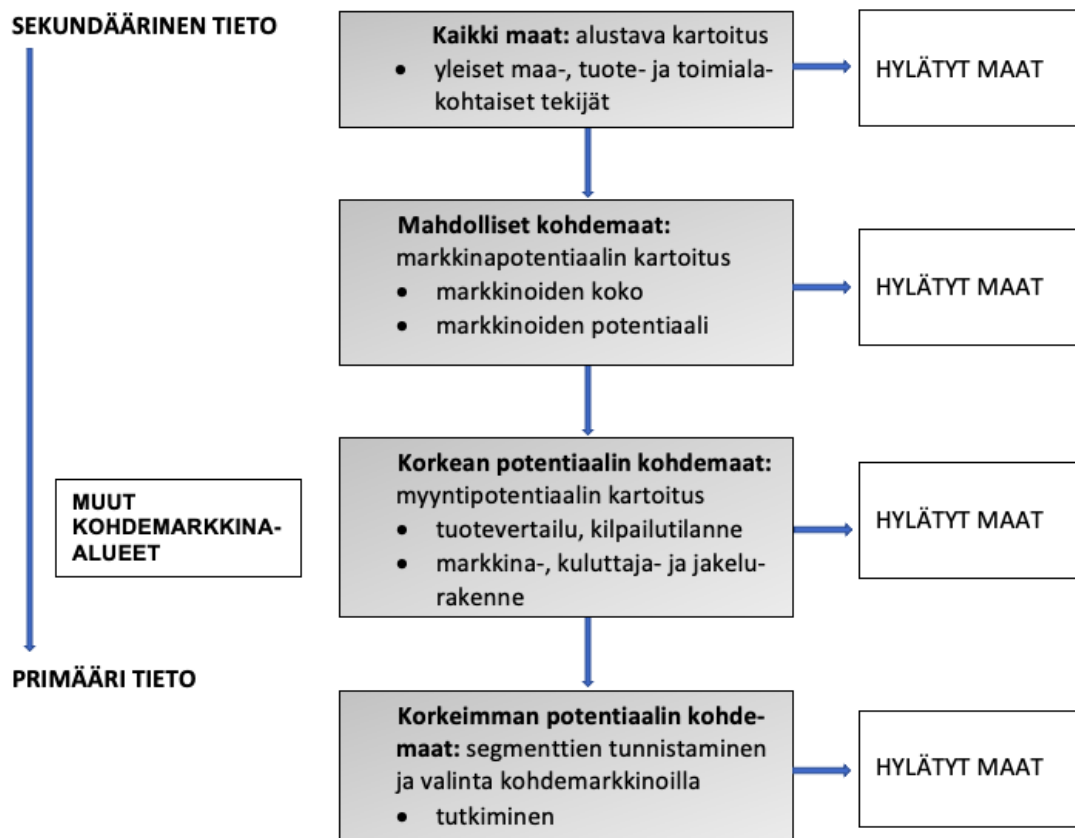 SEKUNDÄÄRINEN TIETO
Kaikki maat: alustava kartoitus
• yleiset maa-, tuote- ja toimiala-
kohtaiset tekijät
HYLÄTYT MAAT
Mahdolliset kohdemaat:
markkinapotentiaalin kartoitus
• markkinoiden koko
• markkinoiden potentiaali
HYLÄTYT MAAT
MUUT
KOHDEMARKKINA-
ALUEET
Korkean potentiaalin kohdemaat:
myyntipotentiaalin kartoitus
• tuotevertailu, kilpailutilanne
• markkina-, kuluttaja- ja jakelu-
rakenne
HYLÄTYT MAAT
PRIMÄÄRI TIETO
Korkeimman potentiaalin kohde-
maat: segmenttien tunnistaminen
ja valinta kohdemarkkinoilla
• tutkiminen
HYLÄTYT MAAT